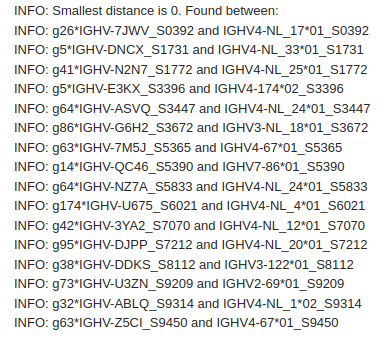 INFO: Smallest distance is 0. Found between:
INFO: g26*IGHV-7JWV_S0392 and IGHV4-NL_17*01_S0392
INFO: g5*IGHV-DNCX_S1731 and IGHV4-NL_33*01_S1731
INFO: g41*IGHV-N2N7_S1772 and IGHV4-NL_25*01_S1772
INFO: g5*IGHV-E3KX_S3396 and IGHV4-174*02_S3396
INFO: g64*IGHV-ASVQ_S3447 and IGHV4-NL_24*01_S3447
INFO: g86*IGHV-G6H2_S3672 and IGHV3-NL_18*01_S3672
INFO: g63*IGHV-7M5J_S5365 and IGHV4-67*01_S5365
INFO: g14*IGHV-QC46_S5390 and IGHV7-86*01_S5390
INFO: g64*IGHV-NZ7A_S5833 and IGHV4-NL_24*01_S5833
INFO: g174*IGHV-U675_S6021 and IGHV4-NL_4*01_S6021
INFO: g42*IGHV-3YA2_S7070 and IGHV4-NL_12*01_S7070
INFO: g95*IGHV-DJPP_S7212 and IGHV4-NL_20*01_S7212
INFO: g38*IGHV-DDKS_S8112 and IGHV3-122*01_S8112
INFO: g73*IGHV-U3ZN_S9209 and IGHV2-69*01_S9209
INFO: g32*IGHV-ABLQ_S9314 and IGHV4-NL_1*02_S9314
INFO: g63*IGHV-Z5CI_S9450 and IGHV4-67*01_S9450